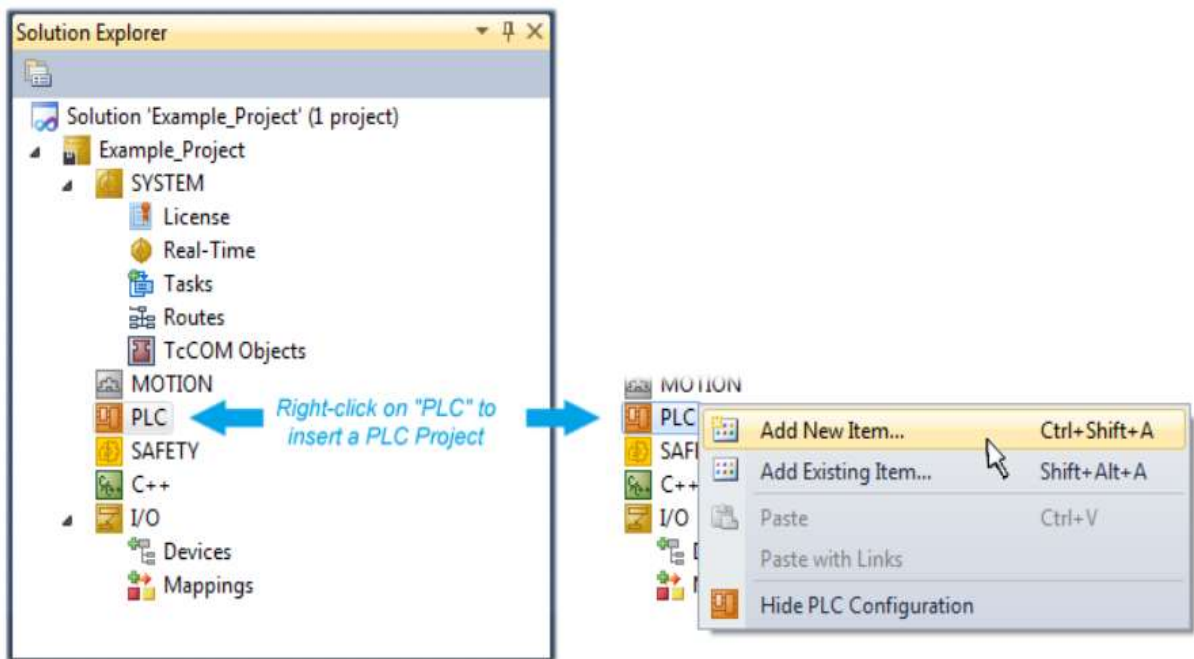 Solution Explorer
Solution 'Example_Project' (1 project)
Example_Project
SYSTEM
License
Real-Time
Tasks
Routes
TcCOM Objects
MOTION
PLC
SAFETY
C++
I/O
Devices
Mappings
Right-click on "PLC" to
insert a PLC Project
MOTION
PLC
SAF
C++
I/O
Add New Item... Ctrl+Shift+A
Add Existing Item... Shift+Alt+A
Paste Ctrl+V
Paste with Links
Hide PLC Configuration